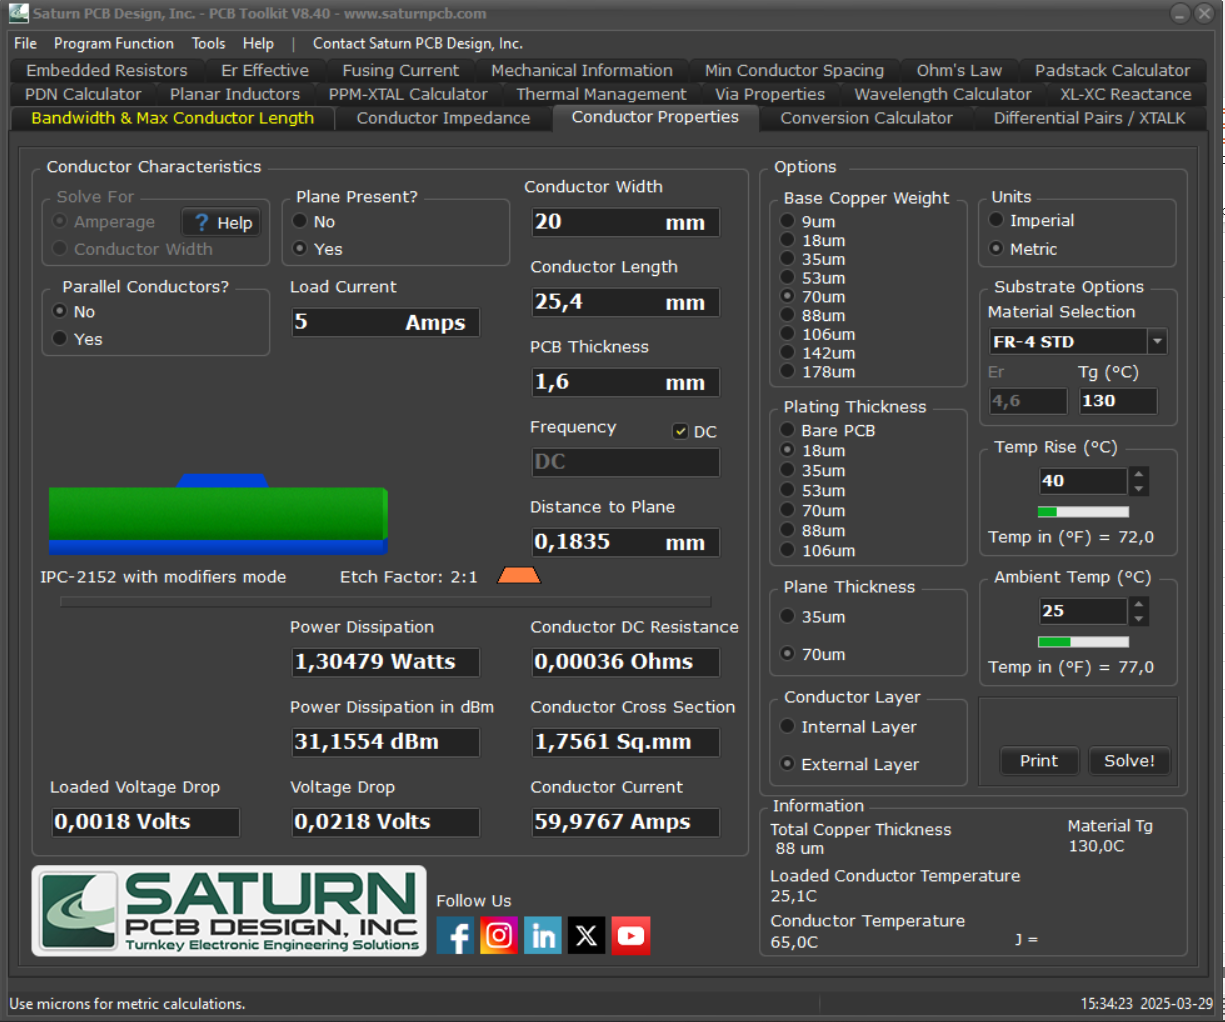 Saturn PCB Design, Inc. - PCB Toolkit V8.40 - www.saturnpcb.com
File Program Function Tools Help | Contact Saturn PCB Design, Inc.
Embedded Resistors Er Effective Fusing Current Mechanical Information Min Conductor Spacing Ohm's Law Padstack Calculator
PDN Calculator Planar Inductors PPM-XTAL Calculator Thermal Management Via Properties Wavelength Calculator XL-XC Reactance
Bandwidth & Max Conductor Length Conductor Impedance Conductor Properties Conversion Calculator Differential Pairs / XTALK
Conductor Characteristics
Solve For
Amperage
? Help
Conductor Width
Plane Present?
No
Yes
Parallel Conductors?
No
Yes
Load Current
5 Amps
Conductor Width
20 mm
Conductor Length
25,4 mm
PCB Thickness
1,6 mm
Frequency DC
DC
Distance to Plane
0,1835 mm
IPC-2152 with modifiers mode Etch Factor: 2:1
Power Dissipation
1,30479 Watts
Conductor DC Resistance
0,00036 Ohms
Power Dissipation in dBm
31,1554 dBm
Conductor Cross Section
1,7561 Sq.mm
Loaded Voltage Drop
0,0018 Volts
Voltage Drop
0,0218 Volts
Conductor Current
59,9767 Amps
Options
Base Copper Weight
9um
18um
35um
53um
70um
88um
106um
142um
178um
Plating Thickness
Bare PCB
18um
35um
53um
70um
88um
106um
Plane Thickness
35um
70um
Conductor Layer
Internal Layer
External Layer
Units
Imperial
Metric
Substrate Options
Material Selection
FR-4 STD
Er Tg (°C)
4,6 130
Temp Rise (°C)
40
Temp in (°F) = 72,0
Ambient Temp (°C)
25
Temp in (°F) = 77,0
Print Solve!
Information
Total Copper Thickness
88 um
Material Tg
130,0C
Loaded Conductor Temperature
25,1C
Conductor Temperature
65,0C
J =
SATURN
PCB DESIGN, INC
Turnkey Electronic Engineering Solutions
Follow Us
Use microns for metric calculations.
15:34:23 2025-03-29